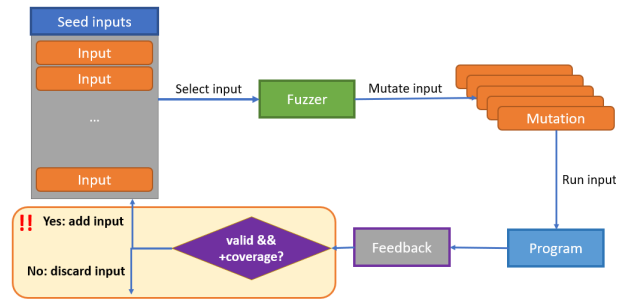 Seed inputs
Input
Input
...
Input
Select input
Fuzzer
Mutate input
Mutation
Run input
Program
Feedback
valid &&
+coverage?
!! Yes: add input
No: discard input